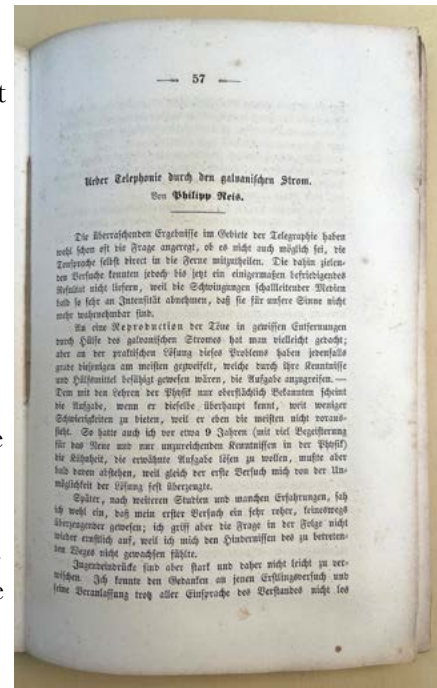 57
Ueber Telephonie durch den galvanischen Strom.
Von Philipp Reis.
Die überraschenden Ergebnisse im Gebiete der Telegraphie haben
wohl schon oft die Frage angeregt, ob es nicht auch möglich sei, die
Tonsprache selbst direct in die Ferne mitzutheilen. Die dahin zielen-
den Versuche konnten jedoch bis jetzt ein einigermaßen befriedigendes
Resultat nicht liefern, weil die Schwingungen schallleitender Medien
bald so sehr an Intensität abnehmen, daß sie für unsere Sinne nicht
mehr wahrnehmbar sind.
An eine Reproduction der Töne in gewissen Entfernungen
durch Hülfe des galvanischen Stromes hat man vielleicht gedacht;
aber an der praktischen Lösung dieses Problems haben jedenfalls
grade diejenigen am meisten gezweifelt, welche durch ihre Kenntnisse
und Hülfsmittel befähigt gewesen wären, die Aufgabe anzugreifen. —
Dem mit den Lehren der Physik nur oberflächlich Bekannten scheint
die Aufgabe, wenn er dieselbe überhaupt kennt, weit weniger
Schwierigkeiten zu bieten, weil er eben die meisten nicht voraus-
sieht. So hatte auch ich vor etwa 9 Jahren (mit viel Begeisterung
für das Neue und nur unzureichenden Kenntnissen in der Physik)
die Kühnheit, die erwähnte Aufgabe lösen zu wollen, mußte aber
bald davon abstehen, weil gleich der erste Versuch mich von der Un-
möglichkeit der Lösung fest überzeugte.
Später, nach weiteren Studien und manchen Erfahrungen, sah
ich wohl ein, daß mein erster Versuch ein sehr roher, keineswegs
überzeugender gewesen; ich griff aber die Frage in der Folge nicht
wieder ernstlich auf, weil ich mich den Hindernissen des zu betreten-
den Weges nicht gewachsen fühlte.
Jugendeindrücke sind aber stark und daher nicht leicht zu ver-
wischen. Ich konnte den Gedanken an jenen Erstlingsversuch und
seine Veranlassung trotz aller Einsprache des Verstandes nicht los